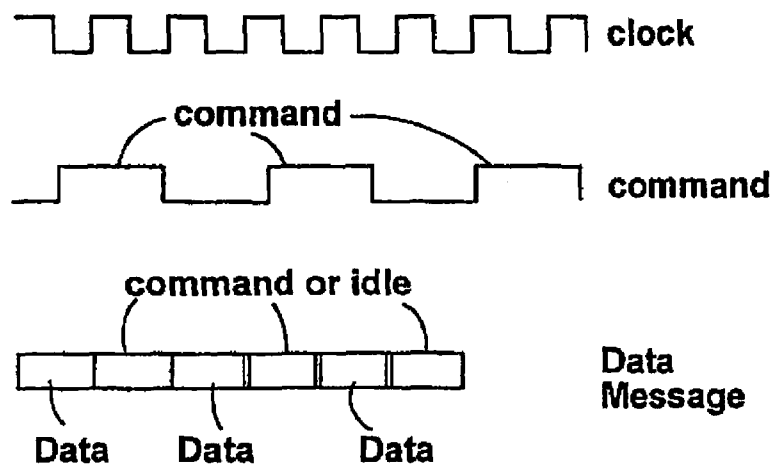 clock
command
command
command or idle
Data
Message
Data
Data
Data